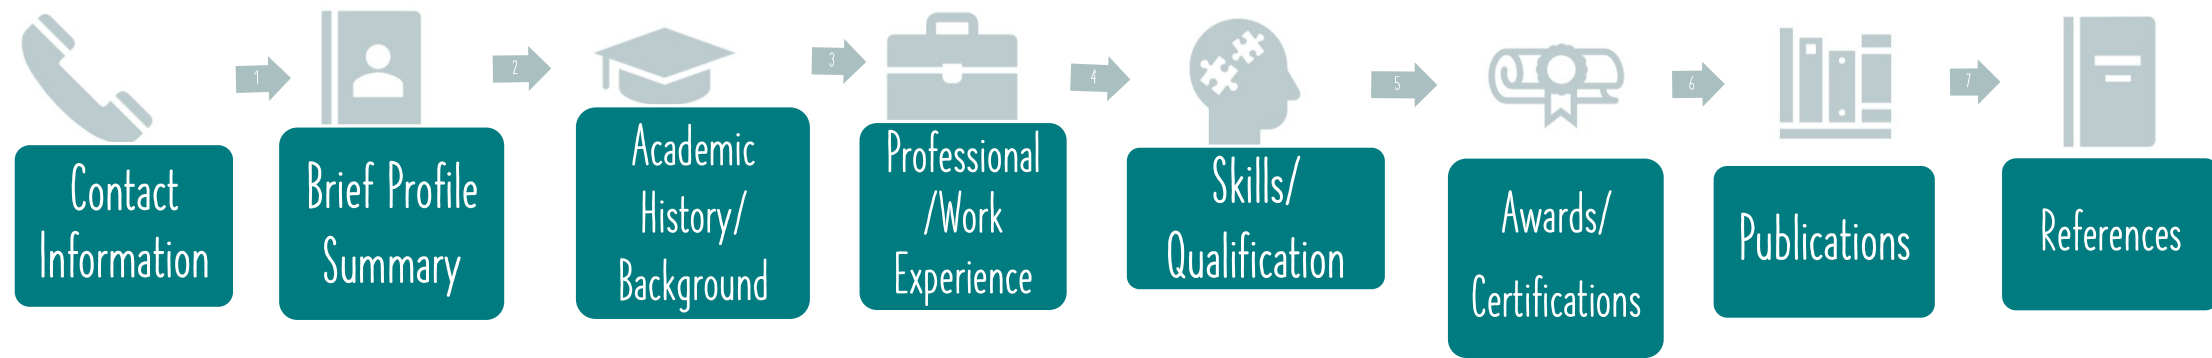 1
2
3
4
5
6
7
Contact
Information
Brief Profile
Summary
Academic
History/
Background
Professional
/Work
Experience
Skills/
Qualification
Awards/
Certifications
Publications
References